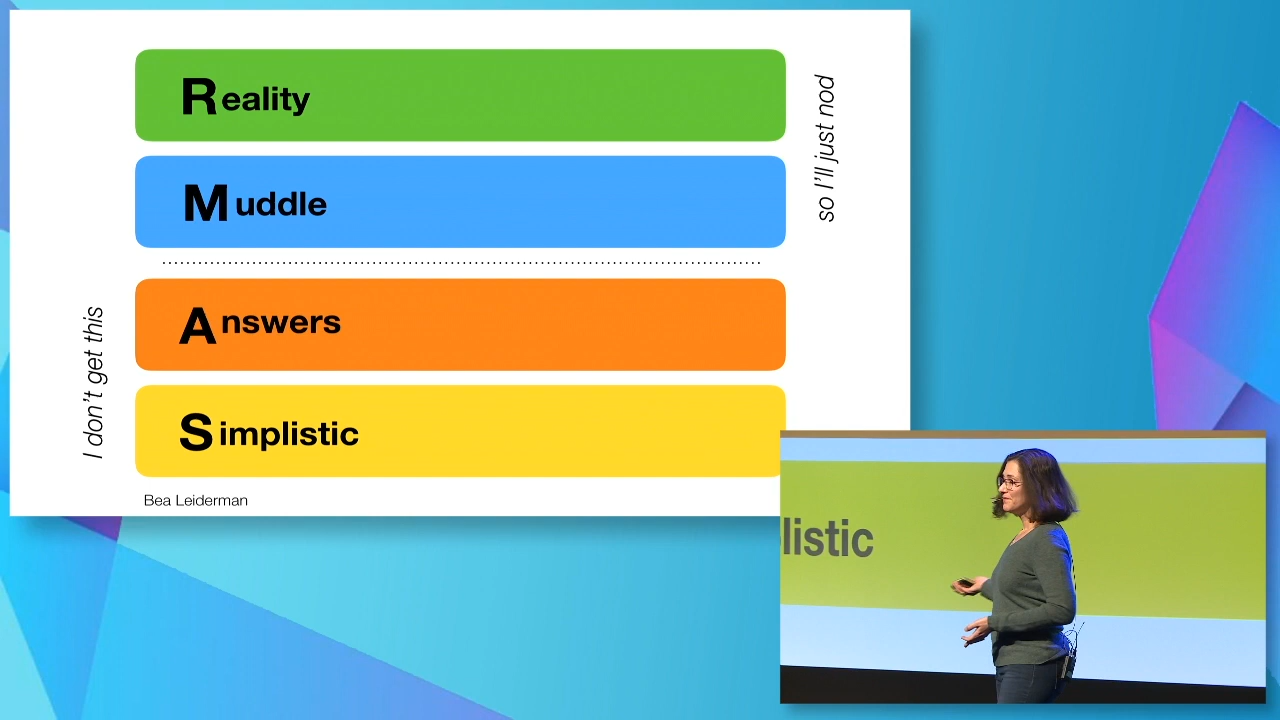 Reality
Muddle
Answers
Simplistic
I don't get this
so I'll just nod
Bea Leiderman
listic